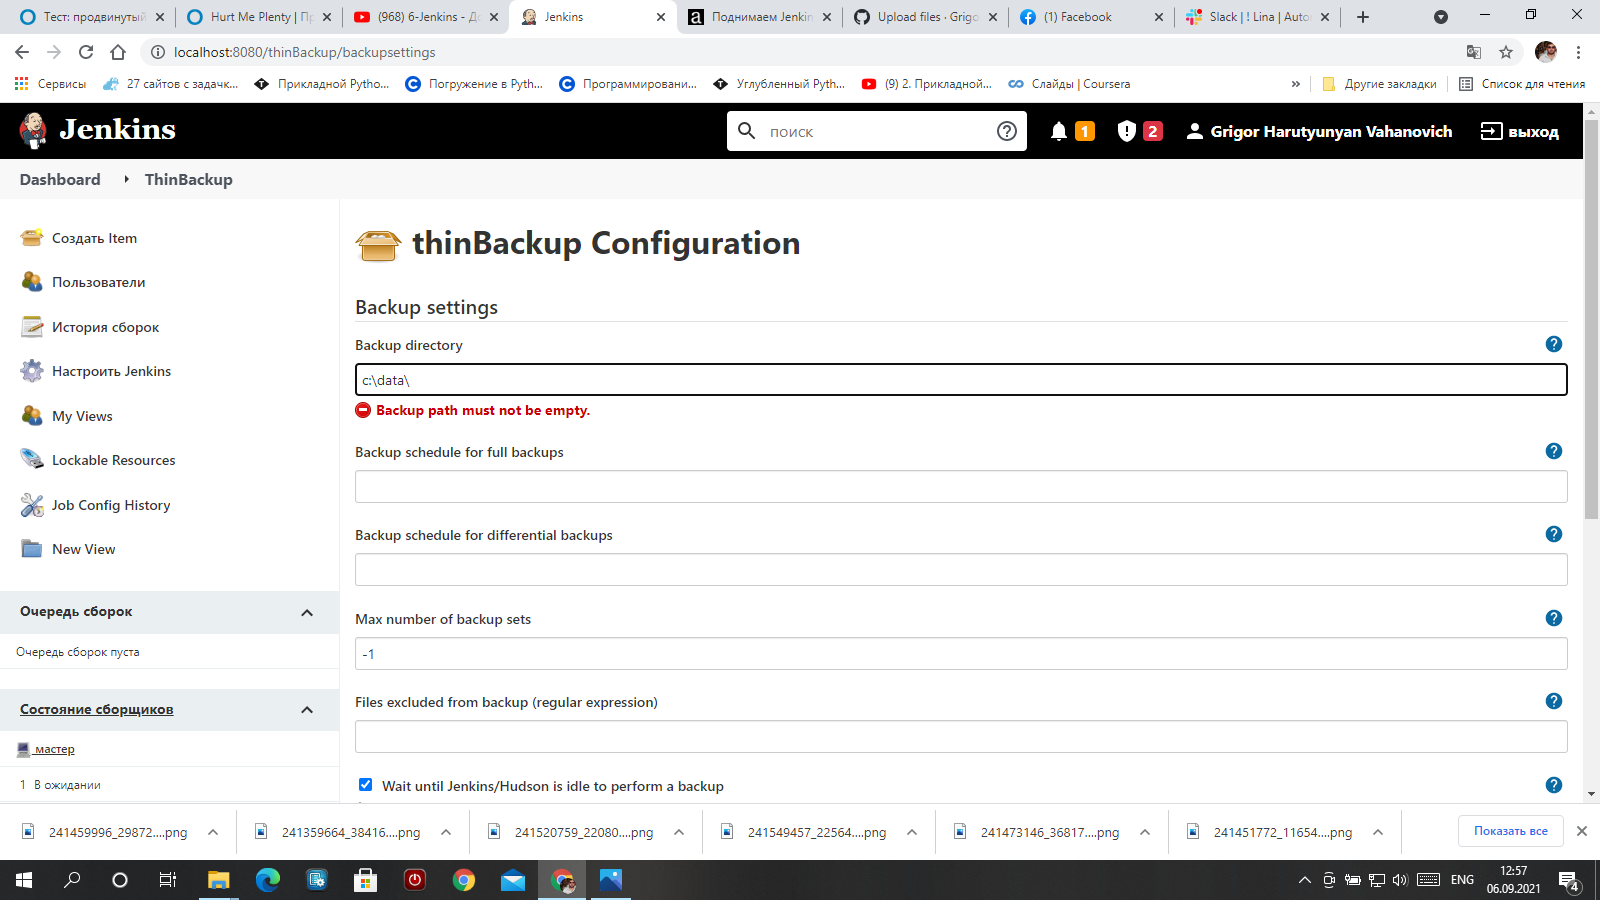 Тест: продвинутый
Hurt Me Plenty | Пр
(968) 6-Jenkins - До
Jenkins
Поднимаем Jenkin
Upload files · Grigo
(1) Facebook
Slack | ! Lina | Auto
localhost:8080/thinBackup/backupsettings
Сервисы
27 сайтов с задачк...
Прикладной Pytho...
Погружение в Pyth...
Программировани...
Углубленный Pyth...
(9) 2. Прикладной...
Слайды | Coursera
»
Другие закладки
Список для чтения
Jenkins
поиск
1
2
Grigor Harutyunyan Vahanovich
выход
Dashboard
ThinBackup
Создать Item
Пользователи
История сборок
Настроить Jenkins
My Views
Lockable Resources
Job Config History
New View
Очередь сборок
Очередь сборок пуста
Состояние сборщиков
мастер
1 В ожидании
thinBackup Configuration
Backup settings
Backup directory
c:\data\
Backup path must not be empty.
Backup schedule for full backups
Backup schedule for differential backups
Max number of backup sets
-1
Files excluded from backup (regular expression)
Wait until Jenkins/Hudson is idle to perform a backup
241459996_29872....png
241359664_38416....png
241520759_22080....png
241549457_22564....png
241473146_36817....png
241451772_11654....png
Показать все
ENG
12:57
06.09.2021
4